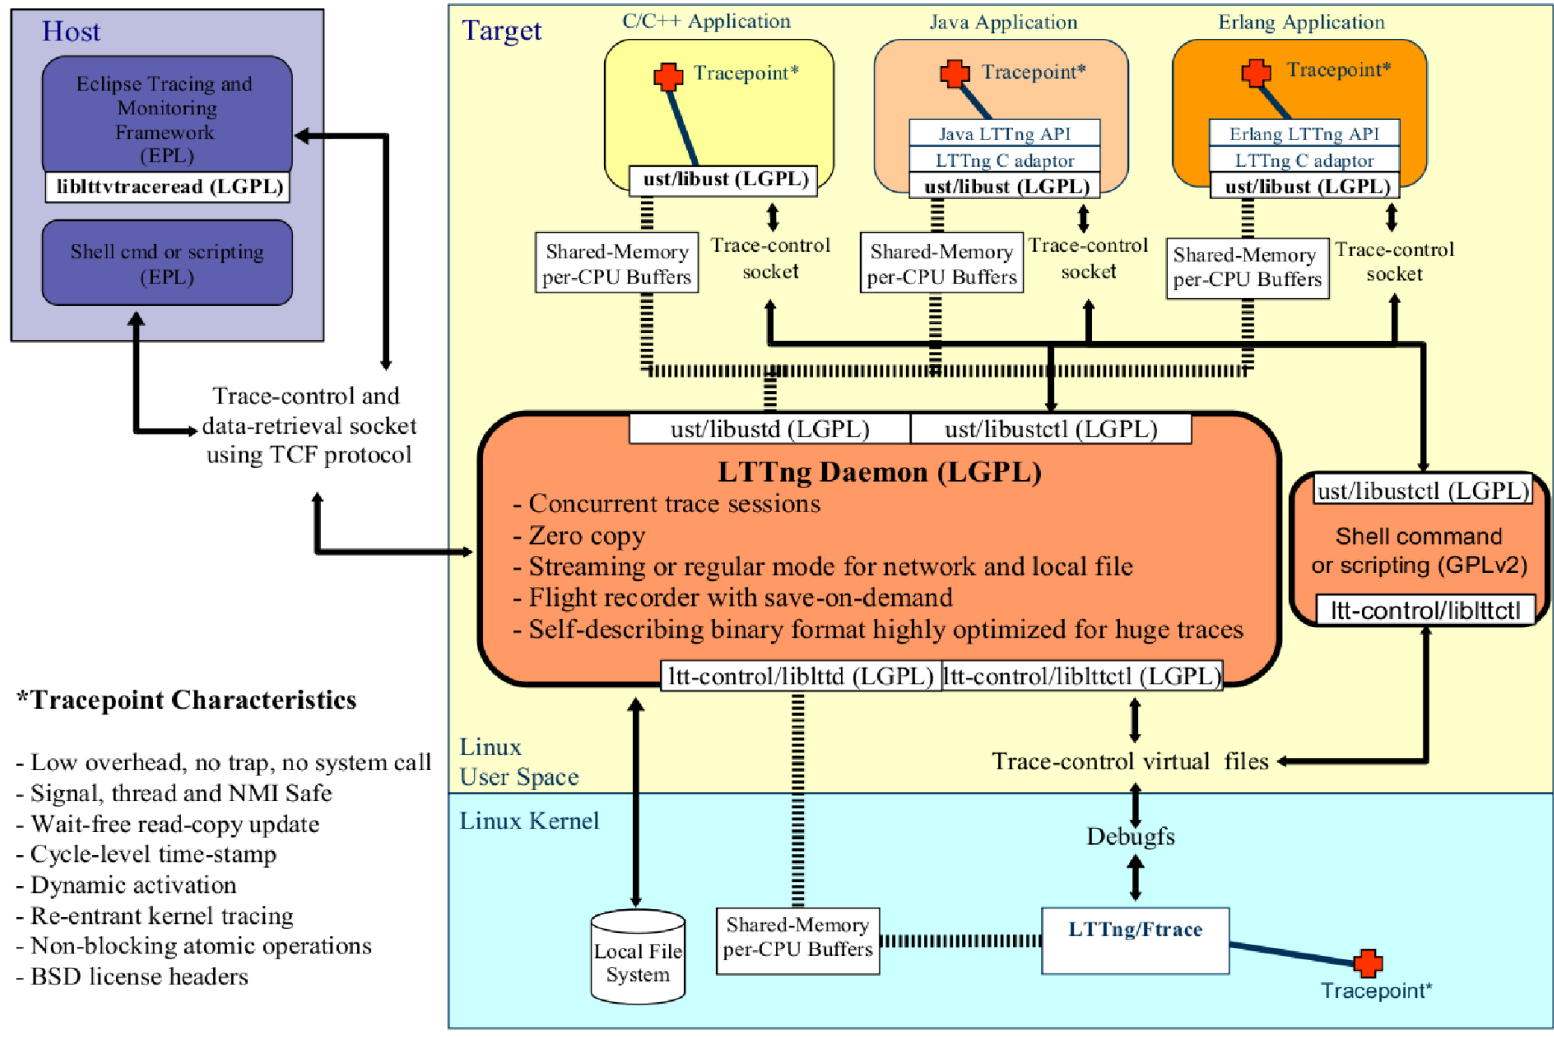 Host
Eclipse Tracing and
Monitoring
Framework
(EPL)
liblttvtraceread (LGPL)
Shell cmd or scripting
(EPL)
Trace-control and
data-retrieval socket
using TCF protocol
*Tracepoint Characteristics
- Low overhead, no trap, no system call
- Signal, thread and NMI Safe
- Wait-free read-copy update
- Cycle-level time-stamp
- Dynamic activation
- Re-entrant kernel tracing
- Non-blocking atomic operations
- BSD license headers
Target
C/C++ Application
Tracepoint*
ust/libust (LGPL)
Shared-Memory
per-CPU Buffers
Trace-control
socket
Java Application
Tracepoint*
Java LTTng API
LTTng C adaptor
ust/libust (LGPL)
Shared-Memory
per-CPU Buffers
Trace-control
socket
Erlang Application
Tracepoint*
Erlang LTTng API
LTTng C adaptor
ust/libust (LGPL)
Shared-Memory
per-CPU Buffers
Trace-control
socket
ust/libustd (LGPL)
ust/libustctl (LGPL)
LTTng Daemon (LGPL)
- Concurrent trace sessions
- Zero copy
- Streaming or regular mode for network and local file
- Flight recorder with save-on-demand
- Self-describing binary format highly optimized for huge traces
ltt-control/liblttd (LGPL)
ltt-control/liblttctl (LGPL)
ust/libustctl (LGPL)
Shell command
or scripting (GPLv2)
ltt-control/liblttctl
Linux
User Space
Trace-control virtual files
Linux Kernel
Debugfs
Local File
System
Shared-Memory
per-CPU Buffers
LTTng/Ftrace
Tracepoint*